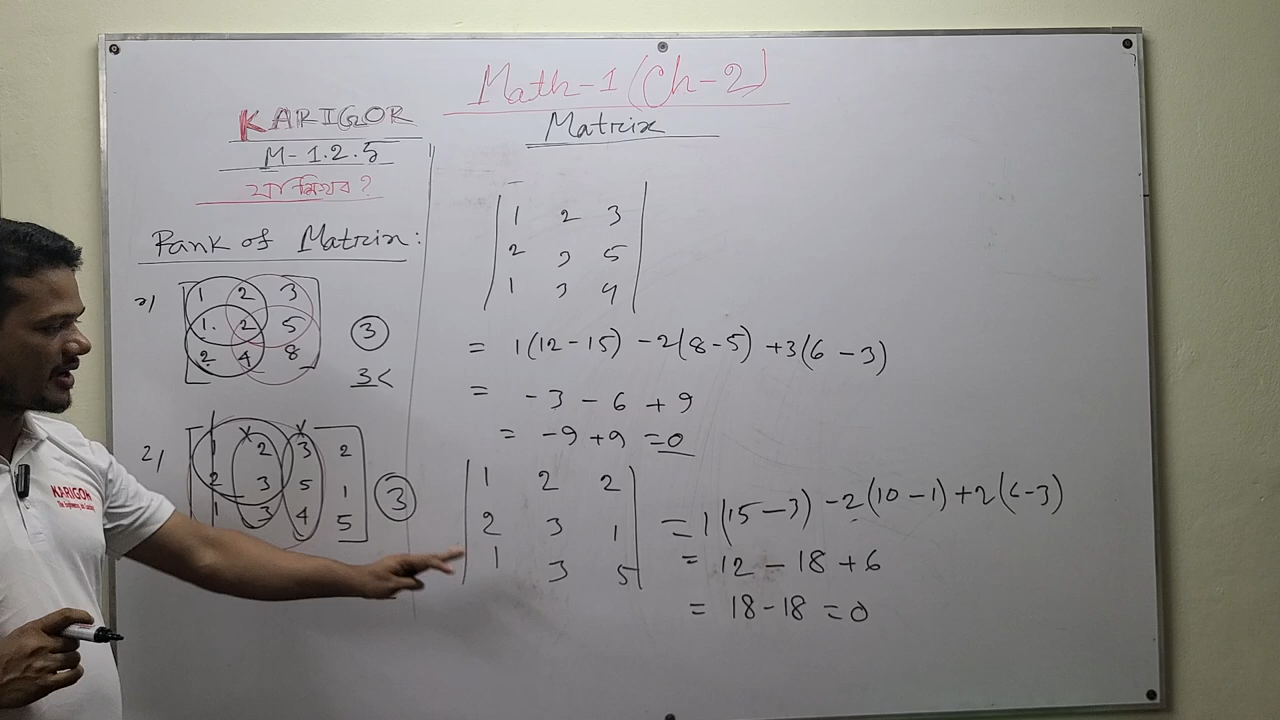 Math-1 (Ch-2)
Matrix
KARIGOR
M-1.2.5
Rank of Matrix:
১/
1 2 3
1. 2 5
2 4 8
3
3<
2/
1 2 3 2
2 3 5 1
1 3 4 5
3
1 2 3
2 3 5
1 3 4
= 1(12-15) -2(8-5) +3(6-3)
= -3 - 6 + 9
= -9 +9 =0
1 2 2
2 3 1
1 3 5
= 1(15-3) -2(10-1) +2(6-3)
= 12 - 18 + 6
= 18-18 = 0
KARIGOR